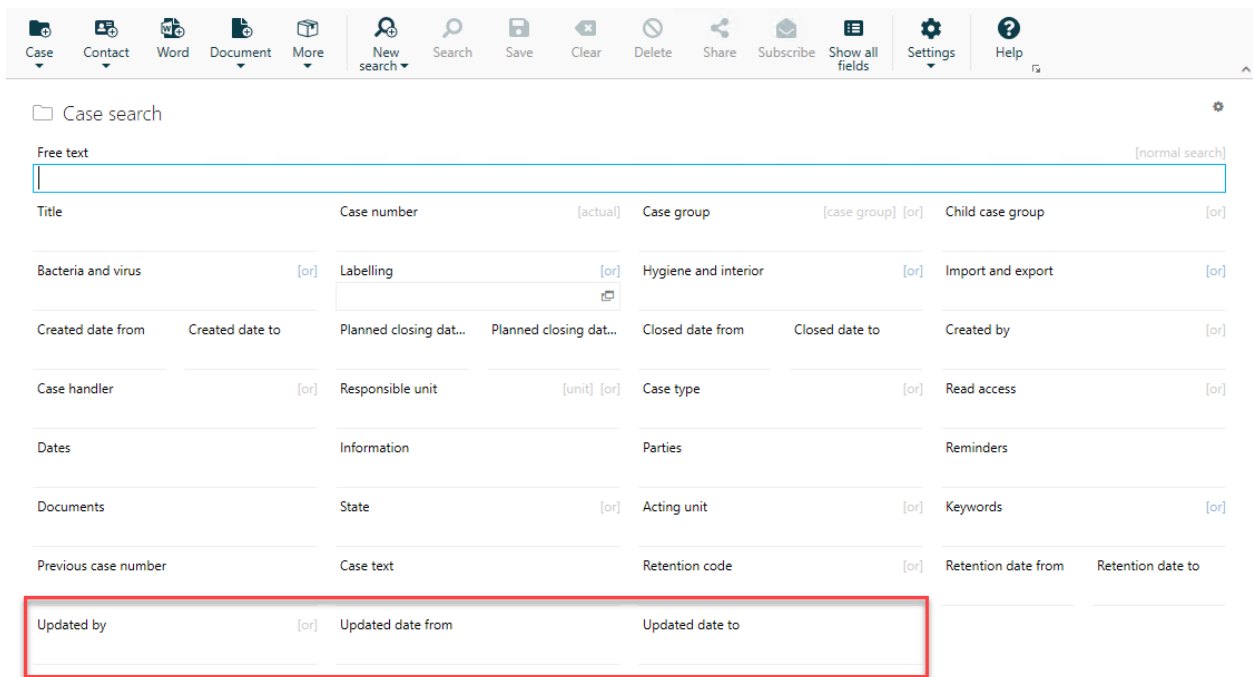 Case Contact Word Document More New search Search Save Clear Delete Share Subscribe Show all fields Settings Help
Case search
Free text [normal search]
Title Case number [actual] Case group [case group] [or] Child case group [or]
Bacteria and virus [or] Labelling [or] Hygiene and interior [or] Import and export [or]
Created date from Created date to Planned closing dat... Planned closing dat... Closed date from Closed date to Created by [or]
Case handler [or] Responsible unit [unit] [or] Case type [or] Read access [or]
Dates Information Parties Reminders
Documents State [or] Acting unit [or] Keywords [or]
Previous case number Case text Retention code [or] Retention date from Retention date to
Updated by [or] Updated date from Updated date to